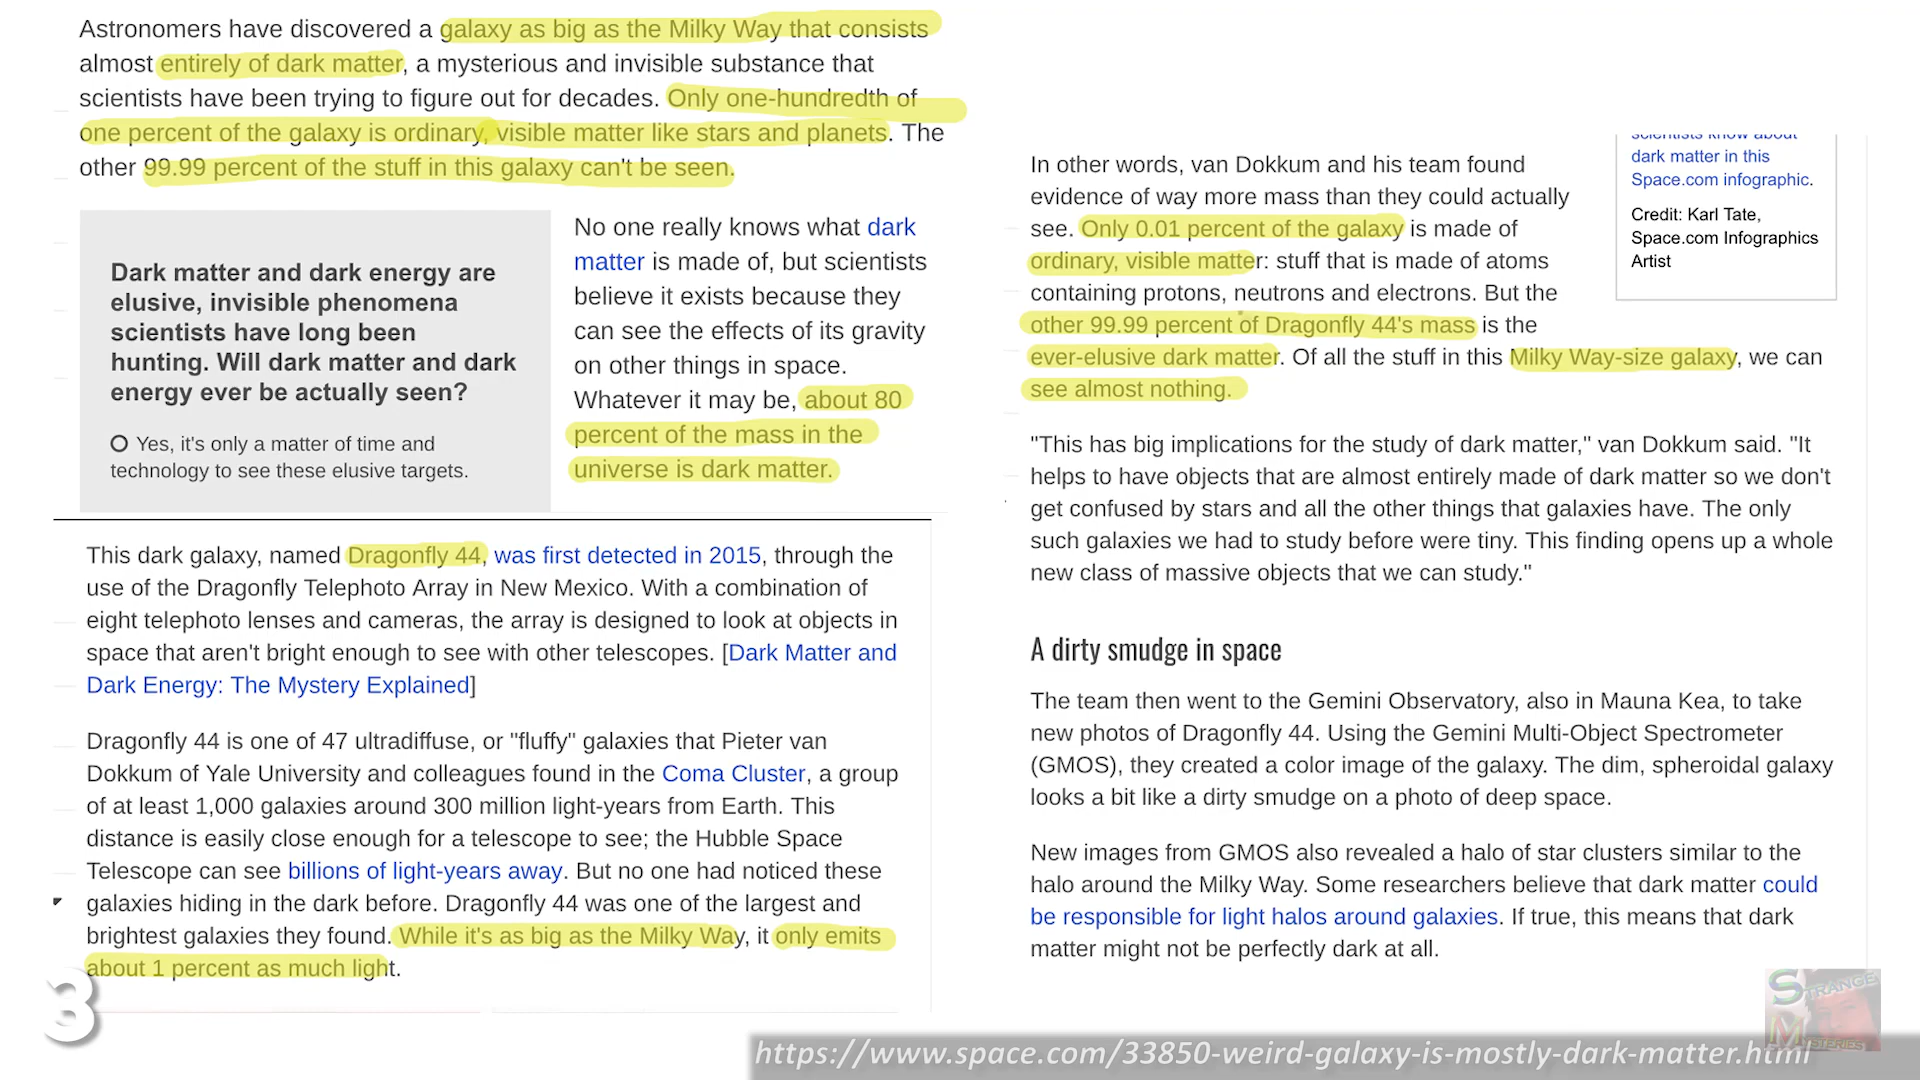 Astronomers have discovered a galaxy as big as the Milky Way that consists
almost entirely of dark matter, a mysterious and invisible substance that
scientists have been trying to figure out for decades. Only one-hundredth of
one percent of the galaxy is ordinary, visible matter like stars and planets. The
other 99.99 percent of the stuff in this galaxy can't be seen.
Dark matter and dark energy are
elusive, invisible phenomena
scientists have long been
hunting. Will dark matter and dark
energy ever be actually seen?
Yes, it's only a matter of time and
technology to see these elusive targets.
No one really knows what dark
matter is made of, but scientists
believe it exists because they
can see the effects of its gravity
on other things in space.
Whatever it may be, about 80
percent of the mass in the
universe is dark matter.
This dark galaxy, named Dragonfly 44, was first detected in 2015, through the
use of the Dragonfly Telephoto Array in New Mexico. With a combination of
eight telephoto lenses and cameras, the array is designed to look at objects in
space that aren't bright enough to see with other telescopes. [Dark Matter and
Dark Energy: The Mystery Explained]
Dragonfly 44 is one of 47 ultradiffuse, or "fluffy" galaxies that Pieter van
Dokkum of Yale University and colleagues found in the Coma Cluster, a group
of at least 1,000 galaxies around 300 million light-years from Earth. This
distance is easily close enough for a telescope to see; the Hubble Space
Telescope can see billions of light-years away. But no one had noticed these
galaxies hiding in the dark before. Dragonfly 44 was one of the largest and
brightest galaxies they found. While it's as big as the Milky Way, it only emits
about 1 percent as much light.
3
In other words, van Dokkum and his team found
evidence of way more mass than they could actually
see. Only 0.01 percent of the galaxy is made of
ordinary, visible matter: stuff that is made of atoms
containing protons, neutrons and electrons. But the
other 99.99 percent of Dragonfly 44's mass is the
ever-elusive dark matter. Of all the stuff in this Milky Way-size galaxy, we can
see almost nothing.
scientists know about
dark matter in this
Space.com infographic.
Credit: Karl Tate,
Space.com Infographics
Artist
"This has big implications for the study of dark matter," van Dokkum said. "It
helps to have objects that are almost entirely made of dark matter so we don't
get confused by stars and all the other things that galaxies have. The only
such galaxies we had to study before were tiny. This finding opens up a whole
new class of massive objects that we can study."
A dirty smudge in space
The team then went to the Gemini Observatory, also in Mauna Kea, to take
new photos of Dragonfly 44. Using the Gemini Multi-Object Spectrometer
(GMOS), they created a color image of the galaxy. The dim, spheroidal galaxy
looks a bit like a dirty smudge on a photo of deep space.
New images from GMOS also revealed a halo of star clusters similar to the
halo around the Milky Way. Some researchers believe that dark matter could
be responsible for light halos around galaxies. If true, this means that dark
matter might not be perfectly dark at all.
STRANGE
MYSTERIES
https://www.space.com/33850-weird-galaxy-is-mostly-dark-matter.html